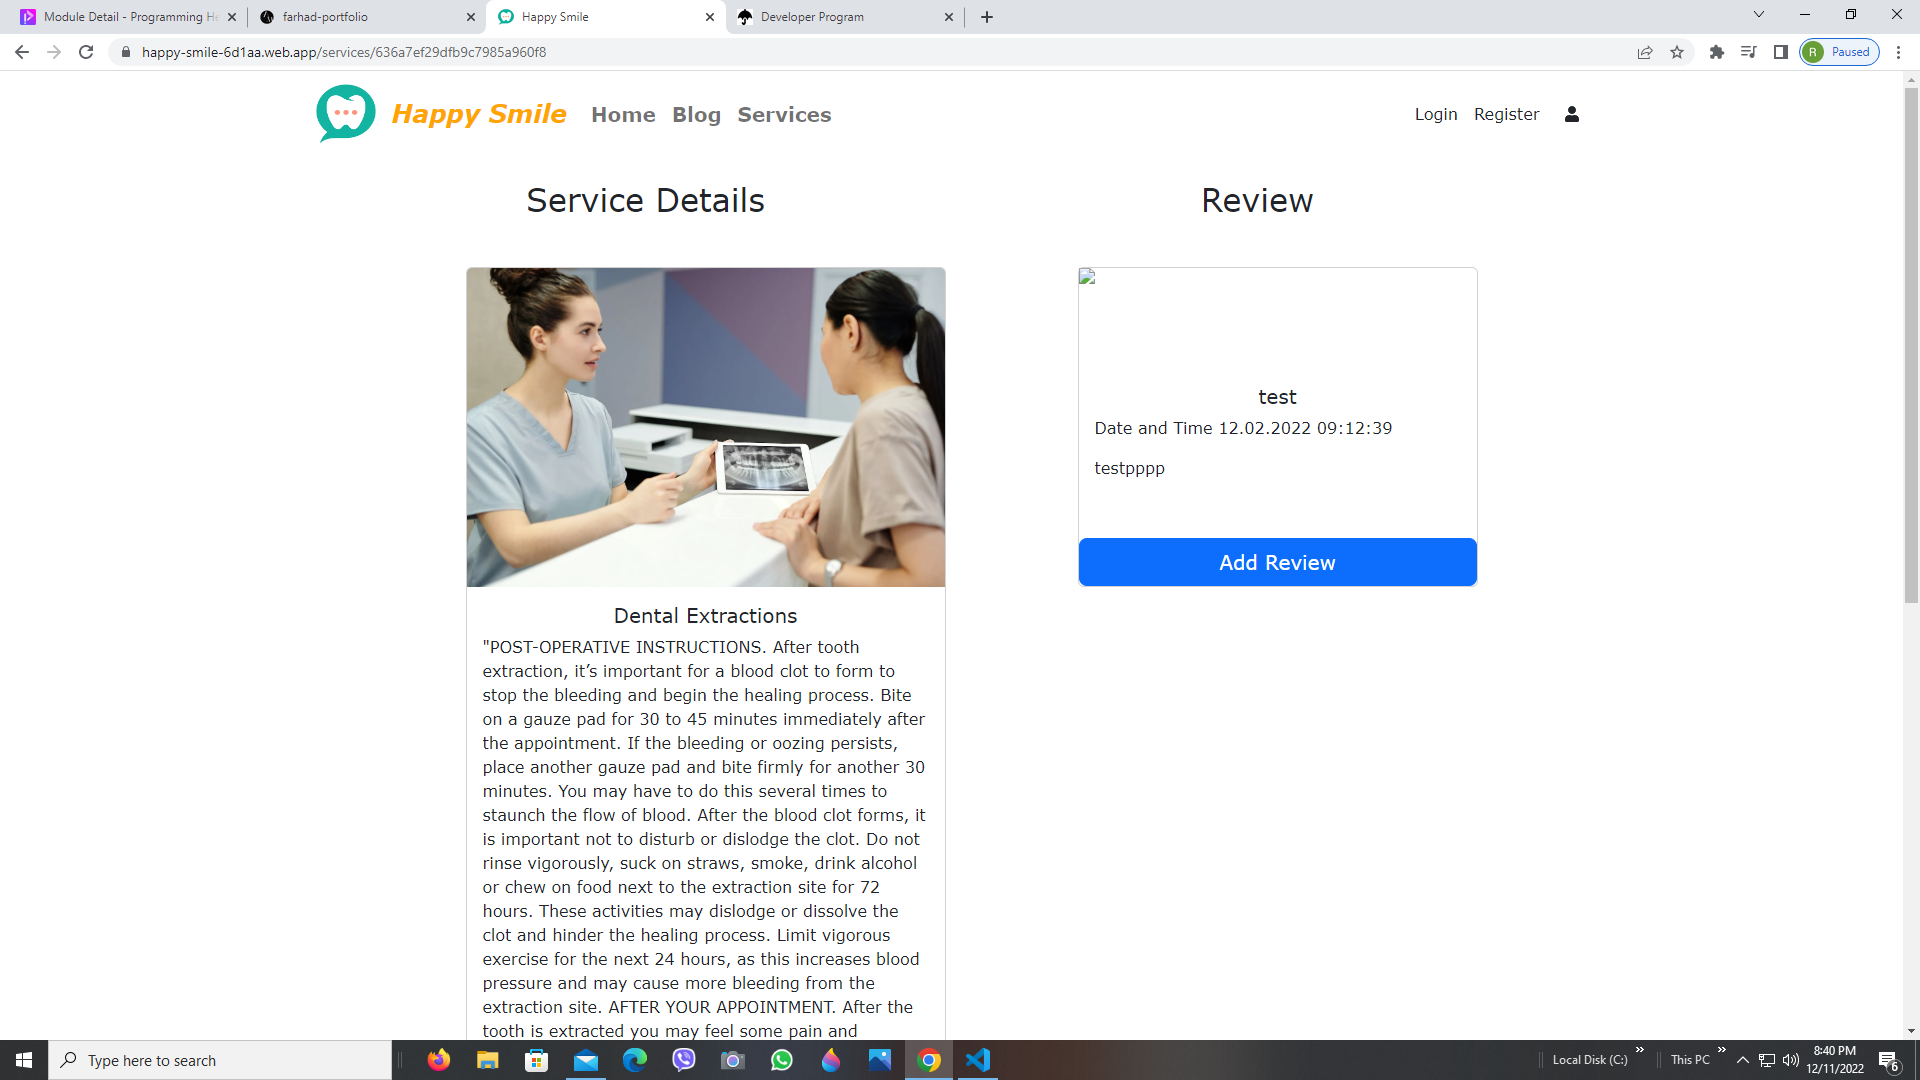 Module Detail - Programming He
farhad-portfolio
Happy Smile
Developer Program
happy-smile-6d1aa.web.app/services/636a7ef29dfb9c7985a960f8
R
Paused
Happy Smile
Home
Blog
Services
Login
Register
Service Details
Review
test
Date and Time 12.02.2022 09:12:39
testpppp
Add Review
Dental Extractions
"POST-OPERATIVE INSTRUCTIONS. After tooth
extraction, it’s important for a blood clot to form to
stop the bleeding and begin the healing process. Bite
on a gauze pad for 30 to 45 minutes immediately after
the appointment. If the bleeding or oozing persists,
place another gauze pad and bite firmly for another 30
minutes. You may have to do this several times to
staunch the flow of blood. After the blood clot forms, it
is important not to disturb or dislodge the clot. Do not
rinse vigorously, suck on straws, smoke, drink alcohol
or chew on food next to the extraction site for 72
hours. These activities may dislodge or dissolve the
clot and hinder the healing process. Limit vigorous
exercise for the next 24 hours, as this increases blood
pressure and may cause more bleeding from the
extraction site. AFTER YOUR APPOINTMENT. After the
tooth is extracted you may feel some pain and
Type here to search
Local Disk (C:)
This PC
8:40 PM
12/11/2022
6